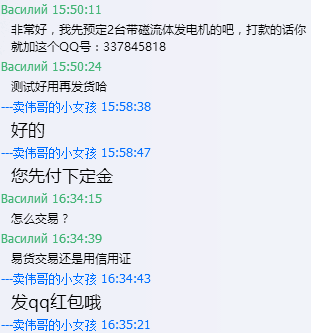 Василий 15:50:11
非常好，我先预定2台带磁流体发电机的吧，打款的话你
就加这个QQ号：337845818
Василий 15:50:24
测试好用再发货哈
---卖伟哥的小女孩 15:58:38
好的
---卖伟哥的小女孩 15:58:47
您先付下定金
Василий 16:34:15
怎么交易？
Василий 16:34:39
易货交易还是用信用证
---卖伟哥的小女孩 16:34:43
发qq红包哦
---卖伟哥的小女孩 16:35:21